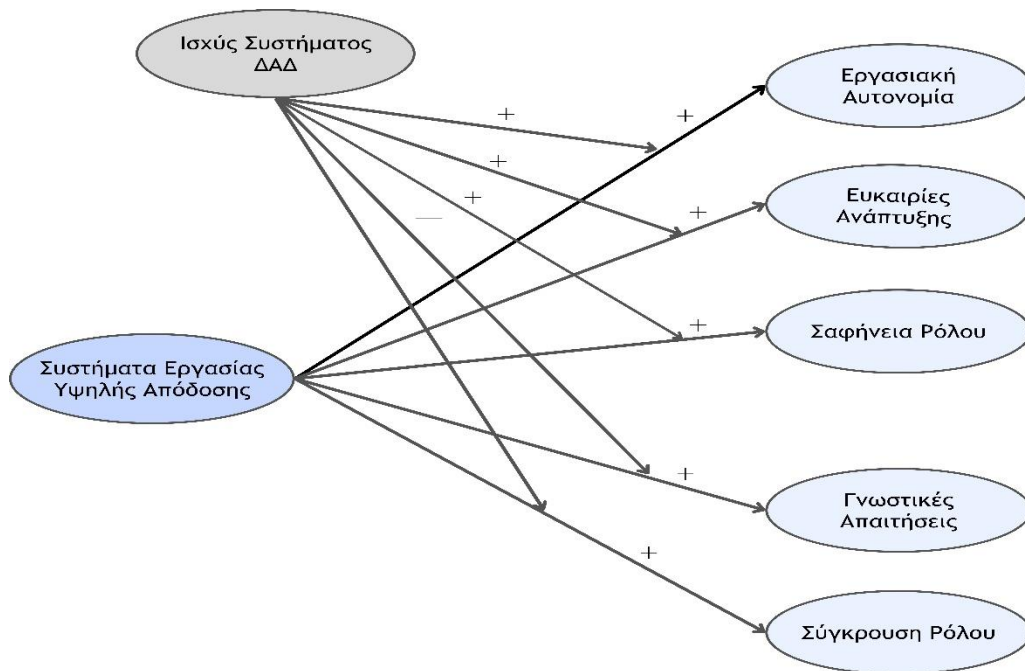 Ισχύς Συστήματος
ΔΑΔ
Εργασιακή
Αυτονομία
+
+
+
Ευκαιρίες
Ανάπτυξης
+
+
—
Σαφήνεια Ρόλου
+
Συστήματα Εργασίας
Υψηλής Απόδοσης
+
Γνωστικές
Απαιτήσεις
+
Σύγκρουση Ρόλου